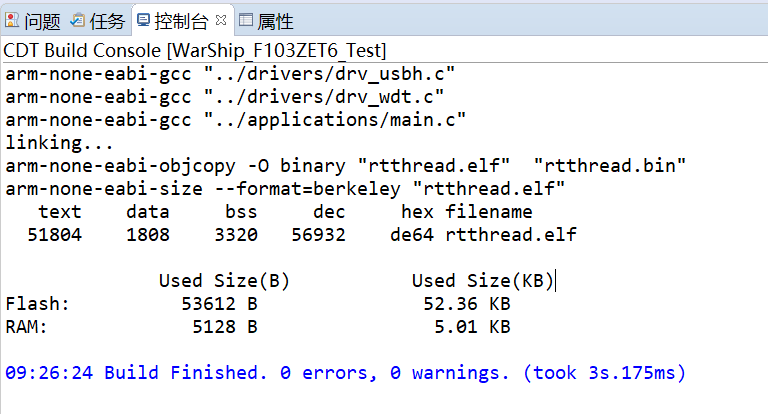 问题 任务 控制台 属性
CDT Build Console [WarShip_F103ZET6_Test]
arm-none-eabi-gcc "../drivers/drv_usbh.c"
arm-none-eabi-gcc "../drivers/drv_wdt.c"
arm-none-eabi-gcc "../applications/main.c"
linking...
arm-none-eabi-objcopy -O binary "rtthread.elf"  "rtthread.bin"
arm-none-eabi-size --format=berkeley "rtthread.elf"
   text    data     bss     dec     hex filename
  51804    1808    3320   56932    de64 rtthread.elf
              Used Size(B)           Used Size(KB)
Flash:          53612 B               52.36 KB
RAM:             5128 B                5.01 KB
09:26:24 Build Finished. 0 errors, 0 warnings. (took 3s.175ms)